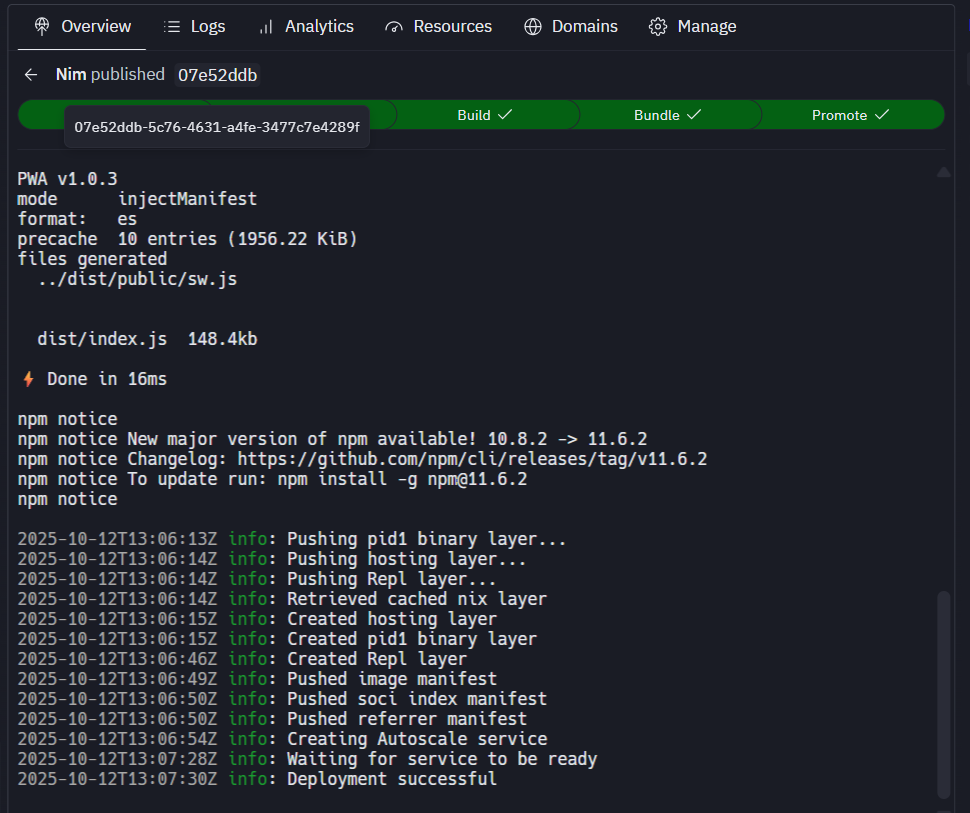 Overview Logs Analytics Resources Domains Manage
← Nim published 07e52ddb
Build ✓ Bundle ✓ Promote ✓
07e52ddb-5c76-4631-a4fe-3477c7e4289f
PWA v1.0.3
mode      injectManifest
format:   es
precache  10 entries (1956.22 KiB)
files generated
  ../dist/public/sw.js
  dist/index.js  148.4kb
⚡ Done in 16ms
npm notice
npm notice New major version of npm available! 10.8.2 -> 11.6.2
npm notice Changelog: https://github.com/npm/cli/releases/tag/v11.6.2
npm notice To update run: npm install -g npm@11.6.2
npm notice
2025-10-12T13:06:13Z info: Pushing pid1 binary layer...
2025-10-12T13:06:14Z info: Pushing hosting layer...
2025-10-12T13:06:14Z info: Pushing Repl layer...
2025-10-12T13:06:14Z info: Retrieved cached nix layer
2025-10-12T13:06:15Z info: Created hosting layer
2025-10-12T13:06:15Z info: Created pid1 binary layer
2025-10-12T13:06:46Z info: Created Repl layer
2025-10-12T13:06:49Z info: Pushed image manifest
2025-10-12T13:06:50Z info: Pushed soci index manifest
2025-10-12T13:06:50Z info: Pushed referrer manifest
2025-10-12T13:06:54Z info: Creating Autoscale service
2025-10-12T13:07:28Z info: Waiting for service to be ready
2025-10-12T13:07:30Z info: Deployment successful